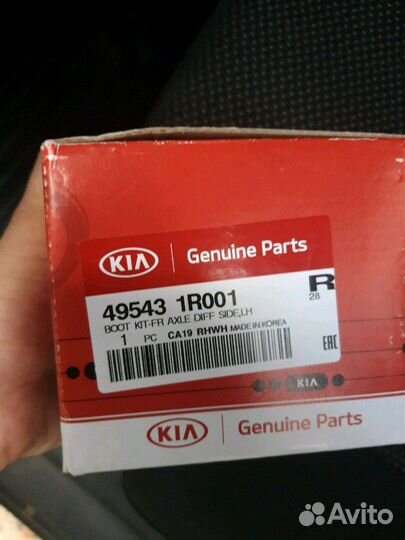 KIA Genuine Parts
49543 1R001
R
28
BOOT KIT-FR AXLE DIFF SIDE,LH
1 PC CA19 RHWH MADE IN KOREA
EAC
KIA
KIA Genuine Parts
Avito